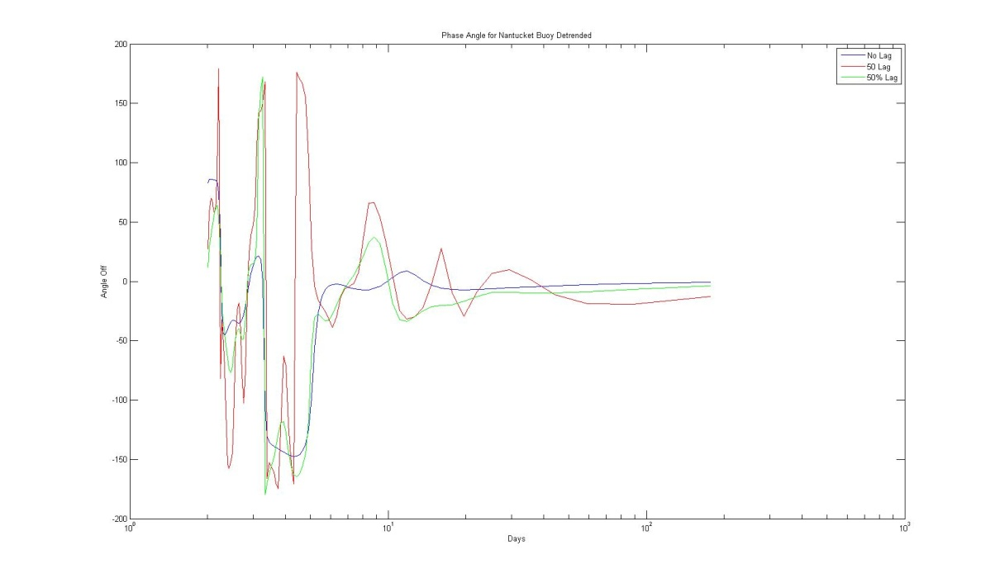 Phase Angle for Nantucket Buoy Detrended
No Lag
50 Lag
50% Lag
200
150
100
50
0
-50
-100
-150
-200
Angle Off
10^0
10^1
10^2
10^3
Days